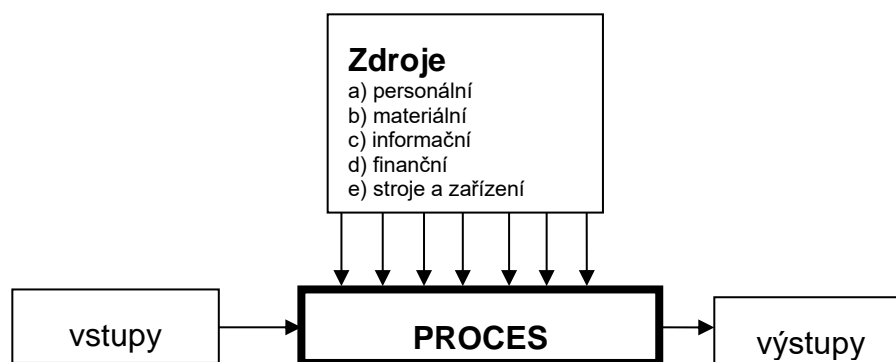 Zdroje
a) personální
b) materiální
c) informační
d) finanční
e) stroje a zařízení
vstupy
PROCES
výstupy